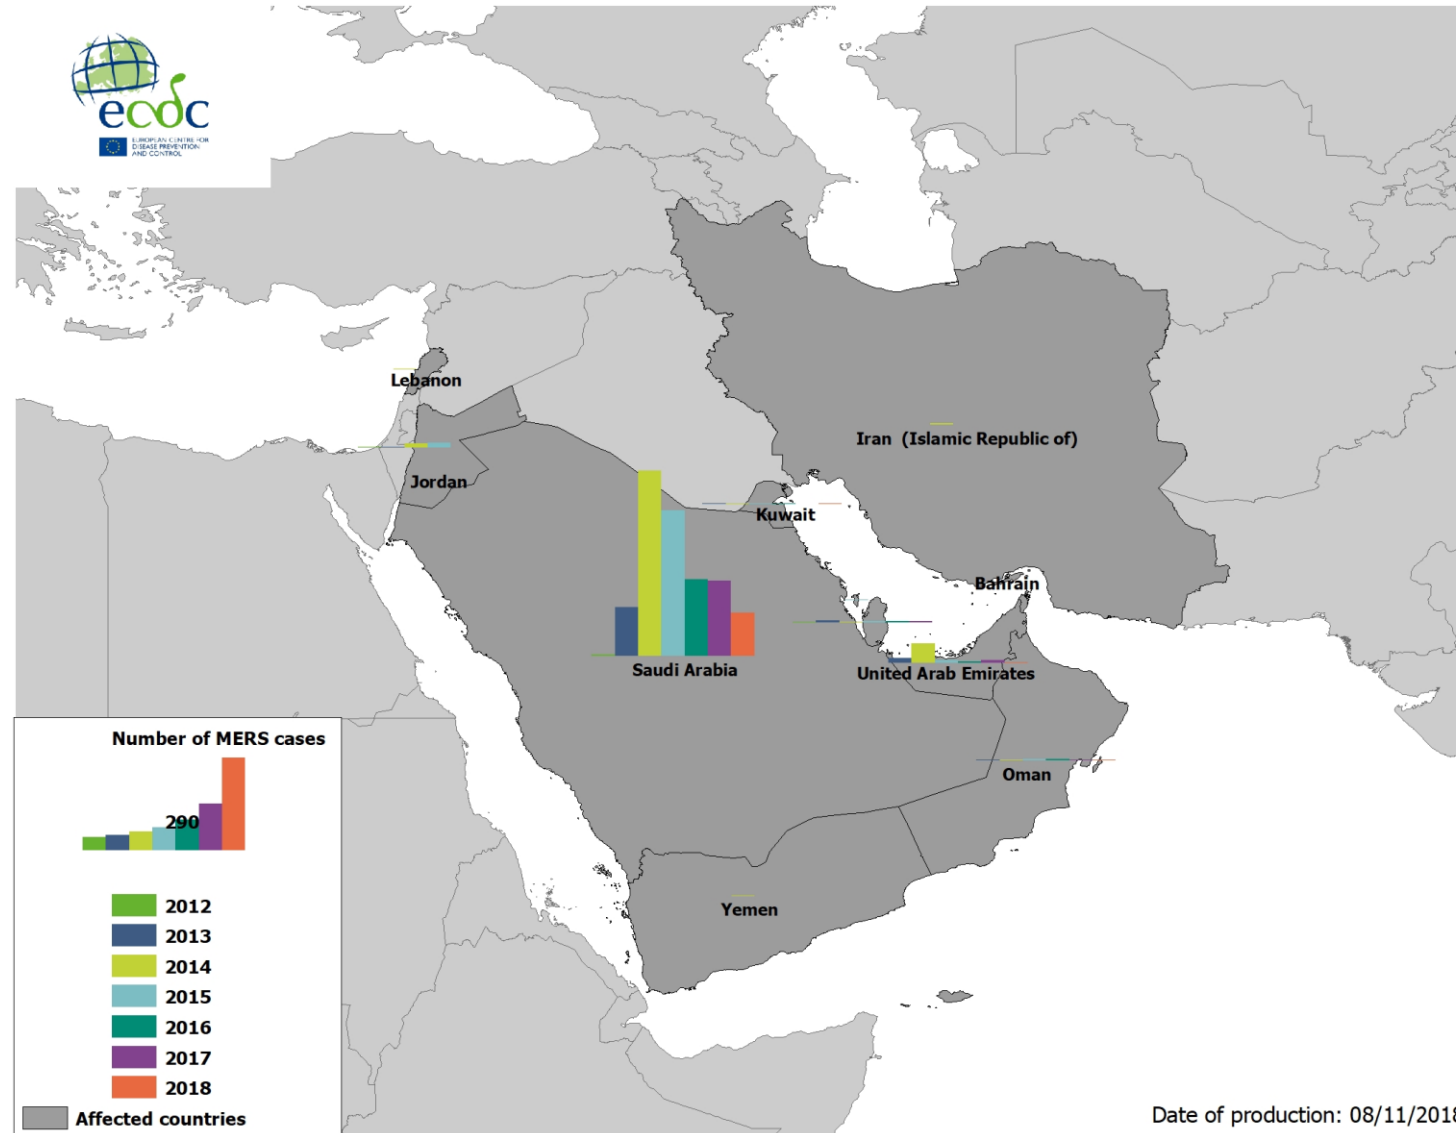 ecdc
EUROPEAN CENTRE FOR
DISEASE PREVENTION
AND CONTROL
Lebanon
Iran  (Islamic Republic of)
Jordan
Kuwait
Bahrain
Saudi Arabia
United Arab Emirates
Oman
Yemen
Number of MERS cases
290
2012
2013
2014
2015
2016
2017
2018
Affected countries
Date of production: 08/11/2018